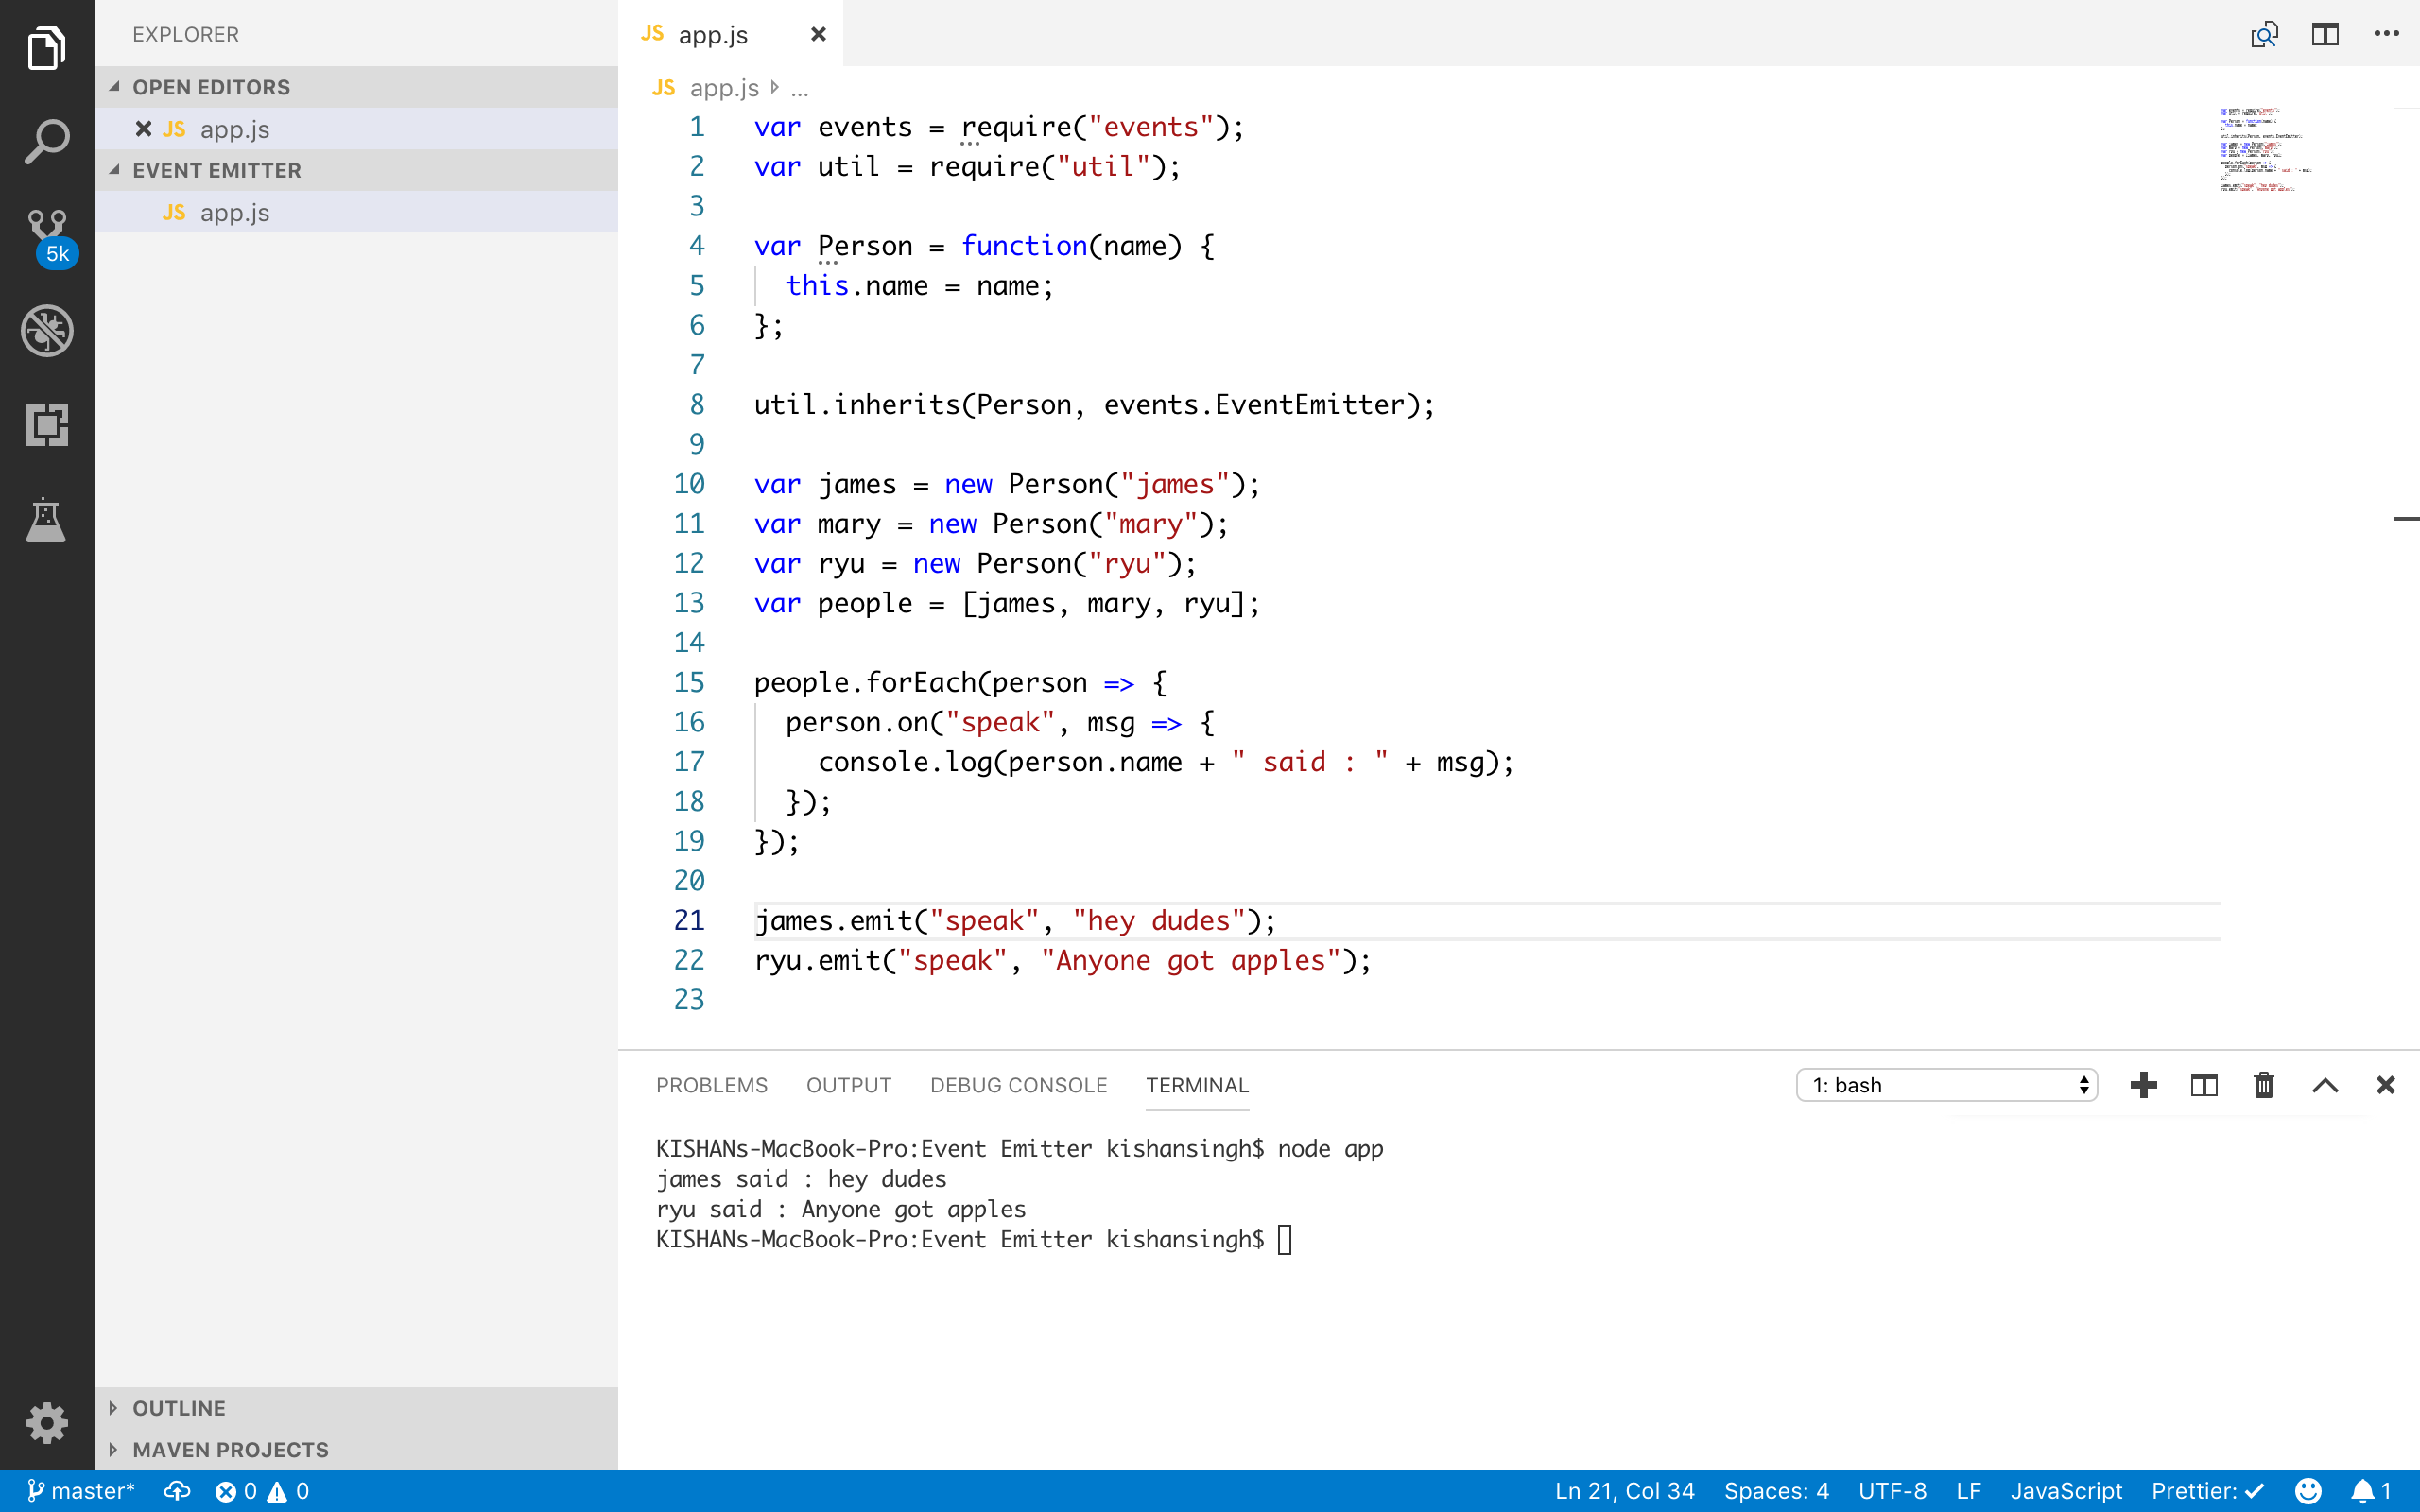 EXPLORER
OPEN EDITORS
JS app.js
EVENT EMITTER
JS app.js
5k
OUTLINE
MAVEN PROJECTS
JS app.js
JS app.js ...
1 var events = require("events");
2 var util = require("util");
3
4 var Person = function(name) {
5 this.name = name;
6 };
7
8 util.inherits(Person, events.EventEmitter);
9
10 var james = new Person("james");
11 var mary = new Person("mary");
12 var ryu = new Person("ryu");
13 var people = [james, mary, ryu];
14
15 people.forEach(person => {
16 person.on("speak", msg => {
17 console.log(person.name + " said : " + msg);
18 });
19 });
20
21 james.emit("speak", "hey dudes");
22 ryu.emit("speak", "Anyone got apples");
23
PROBLEMS OUTPUT DEBUG CONSOLE TERMINAL 1: bash
KISHANs-MacBook-Pro:Event Emitter kishansingh$ node app
james said : hey dudes
ryu said : Anyone got apples
KISHANs-MacBook-Pro:Event Emitter kishansingh$
master* 0 0 Ln 21, Col 34 Spaces: 4 UTF-8 LF JavaScript Prettier: ✓ 1